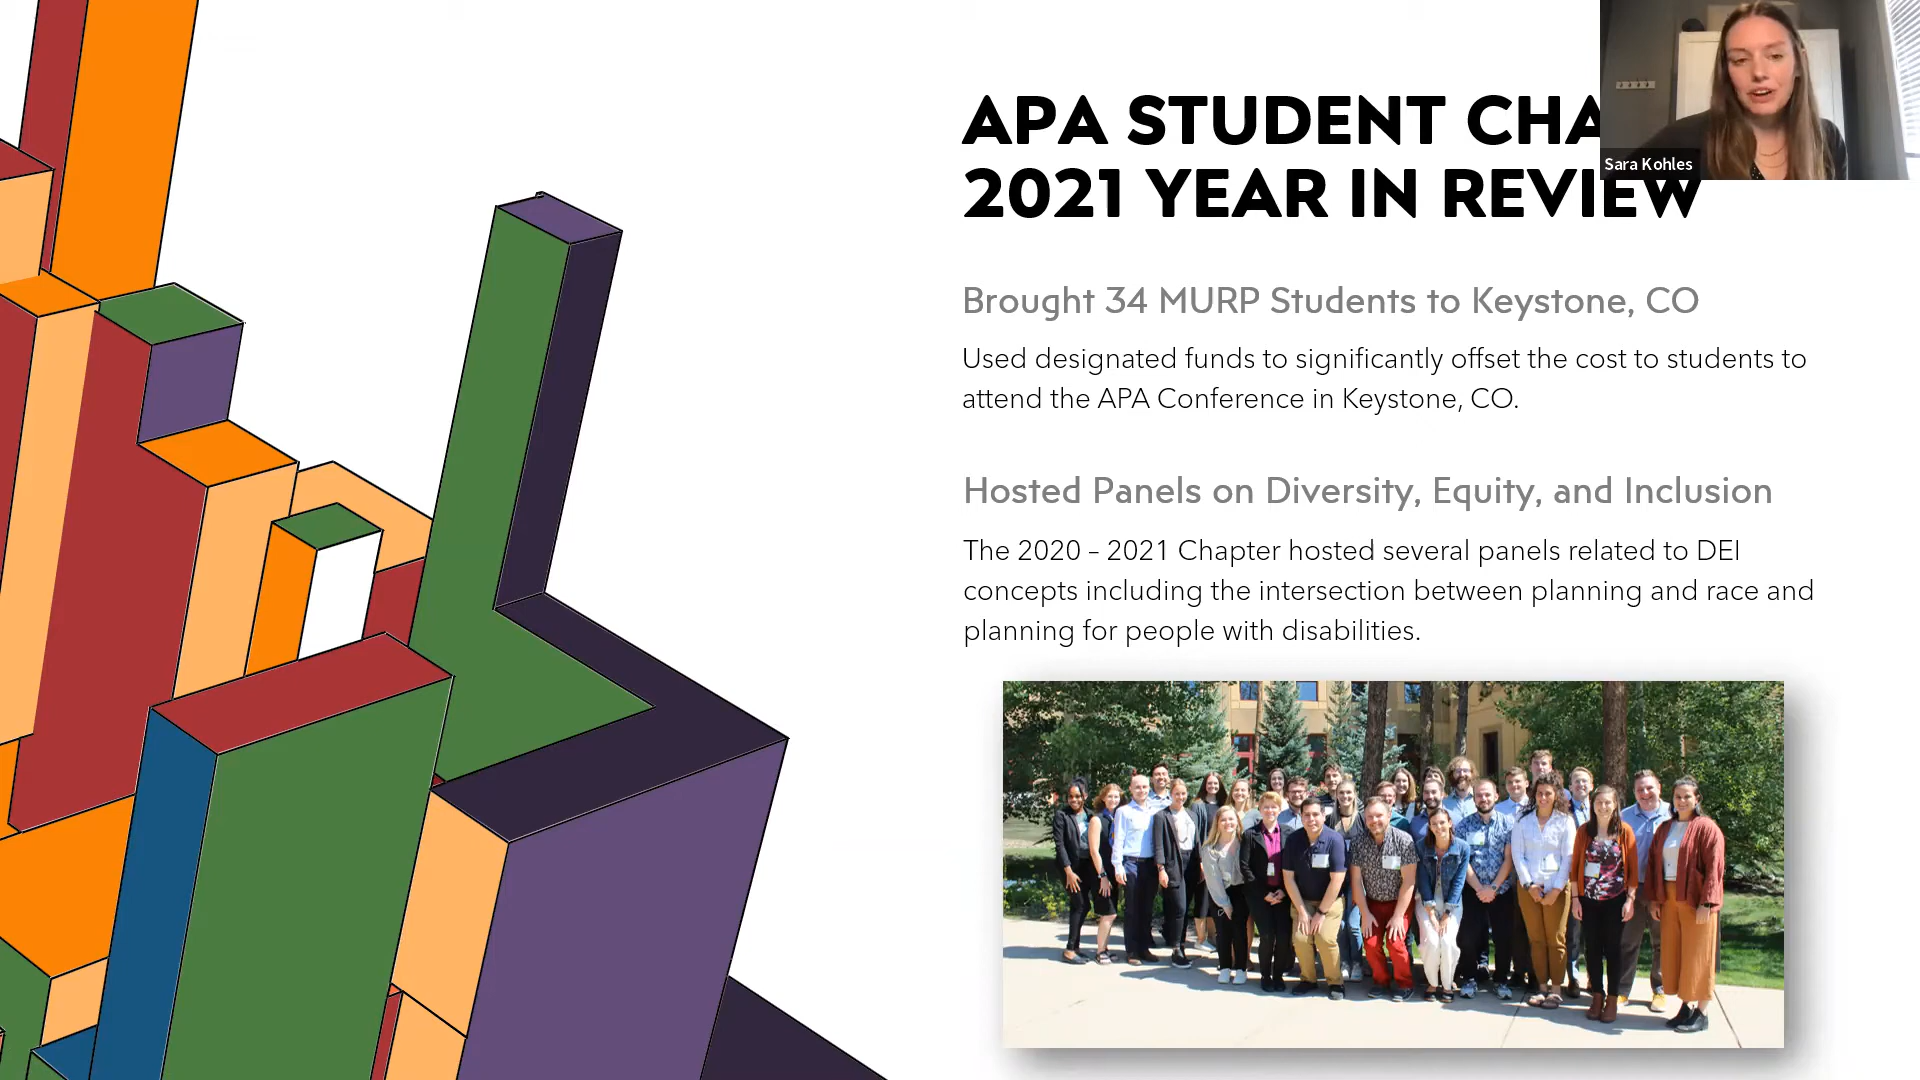 APA STUDENT CHA
2021 YEAR IN REVIEW
Sara Kohles
Brought 34 MURP Students to Keystone, CO
Used designated funds to significantly offset the cost to students to
attend the APA Conference in Keystone, CO.
Hosted Panels on Diversity, Equity, and Inclusion
The 2020 – 2021 Chapter hosted several panels related to DEI
concepts including the intersection between planning and race and
planning for people with disabilities.